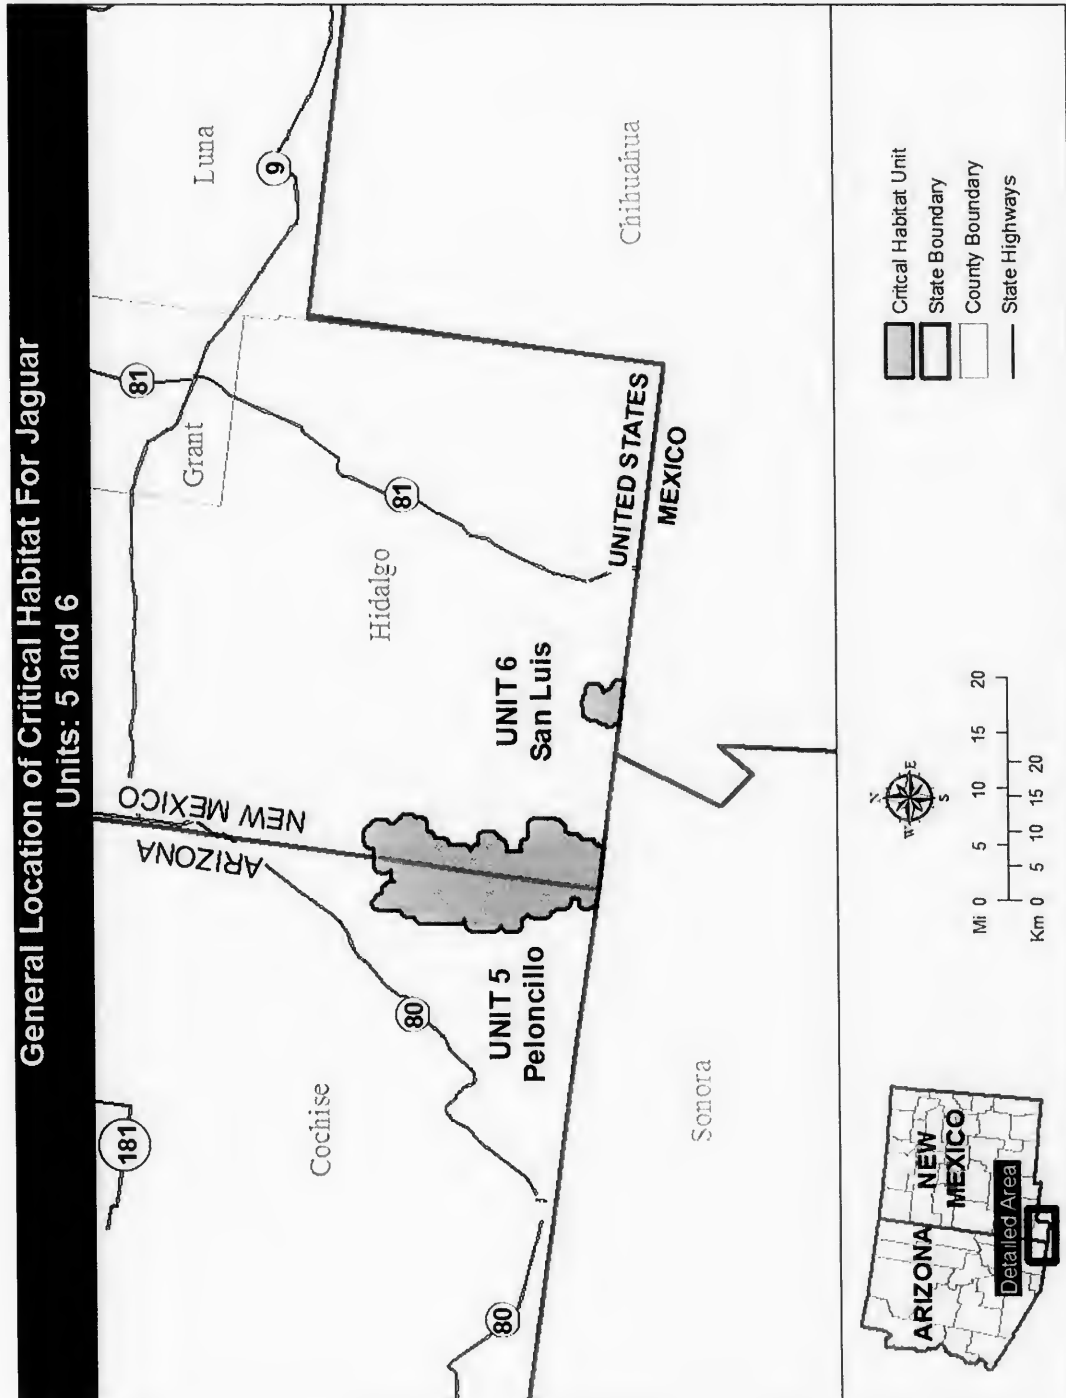 General Location of Critical Habitat For Jaguar
Units: 5 and 6
181
Cochise
80
80
ARIZONA
NEW MEXICO
Grant
81
Luna
9
Hidalgo
81
UNIT 5
Peloncillo
UNIT 6
San Luis
UNITED STATES
MEXICO
Sonora
Chihuahua
ARIZONA
NEW
MEXICO
Detailed Area
N
W
E
S
Mi 0 5 10 15 20
Km 0 5 10 15 20
Critcal Habitat Unit
State Boundary
County Boundary
State Highways